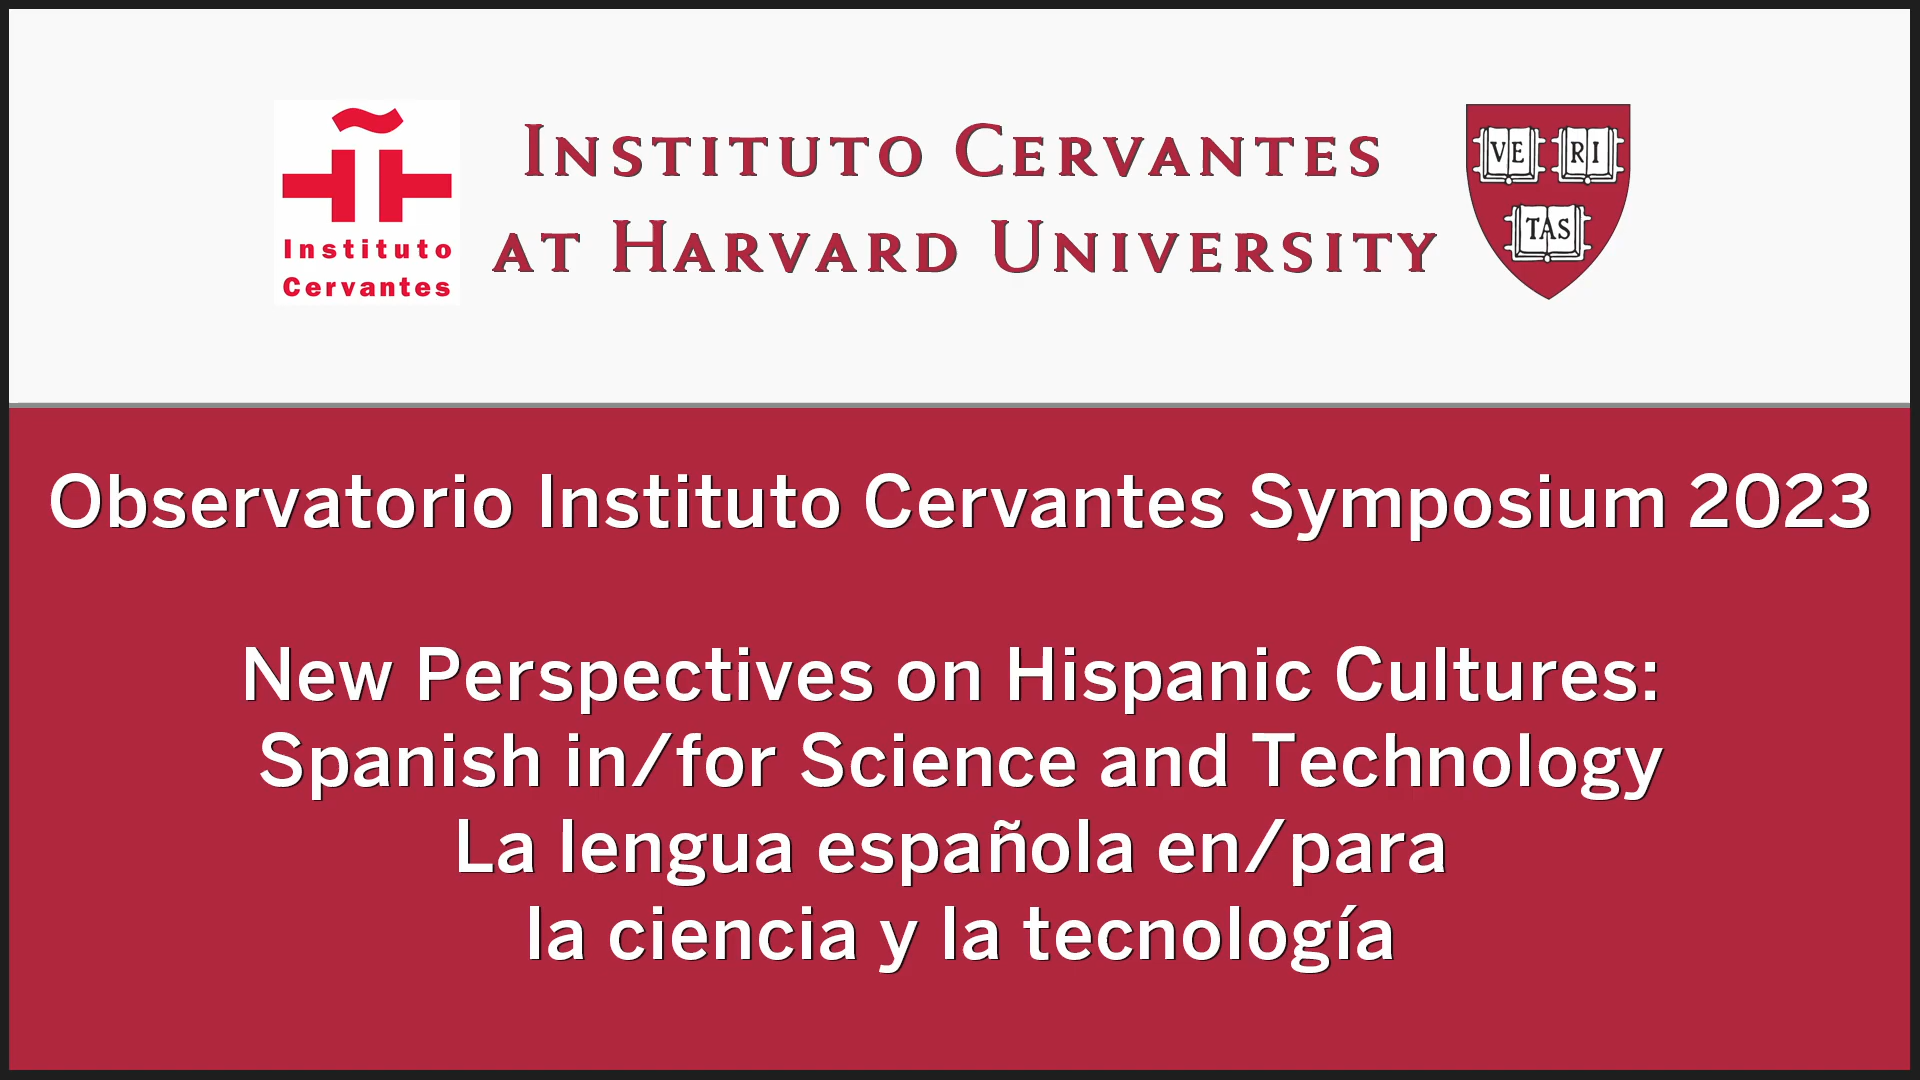 Instituto
Cervantes
INSTITUTO CERVANTES
AT HARVARD UNIVERSITY
VE RI
TAS
Observatorio Instituto Cervantes Symposium 2023
New Perspectives on Hispanic Cultures:
Spanish in/for Science and Technology
La lengua española en/para
la ciencia y la tecnología